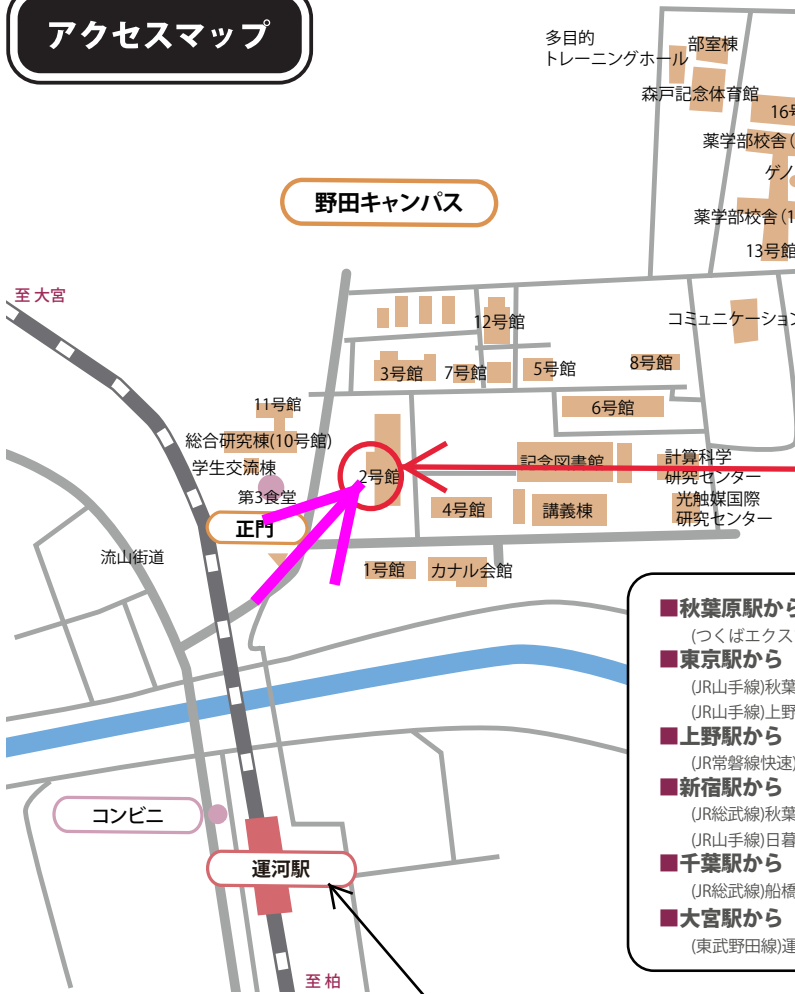 アクセスマップ
多目的
トレーニングホール
部室棟
森戸記念体育館
16号
薬学部校舎(
ゲノ
薬学部校舎(1
13号館
野田キャンパス
至 大宮
12号館
コミュニケーション
3号館
7号館
5号館
8号館
11号館
6号館
総合研究棟(10号館)
学生交流棟
2号館
記念図書館
計算科学
研究センター
第3食堂
4号館
講義棟
光触媒国際
研究センター
正門
流山街道
1号館
カナル会館
■秋葉原駅から
(つくばエクス
■東京駅から
(JR山手線)秋葉
(JR山手線)上野
■上野駅から
(JR常磐線快速)
■新宿駅から
(JR総武線)秋葉
(JR山手線)日暮
■千葉駅から
(JR総武線)船橋
■大宮駅から
(東武野田線)運
コンビニ
運河駅
至 柏